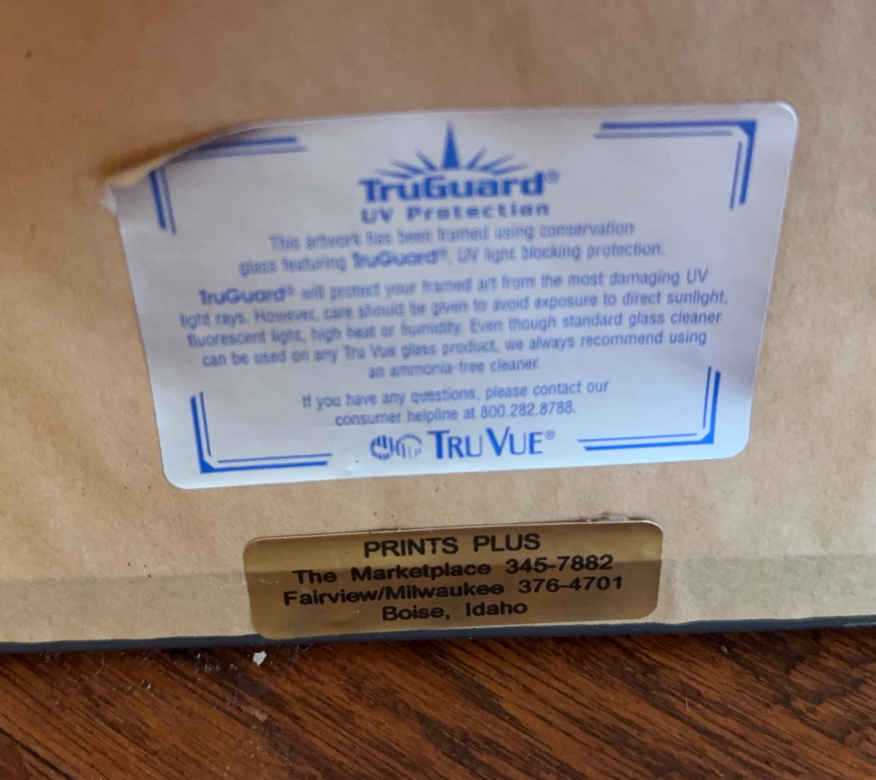 TruGuard®
UV Protection
This artwork has been framed using conservation
glass featuring TruGuard®, UV light blocking protection.
TruGuard® will protect your framed art from the most damaging UV
light rays. However, care should be given to avoid exposure to direct sunlight,
fluorescent light, high heat or humidity. Even though standard glass cleaner
can be used on any Tru Vue glass product, we always recommend using
an ammonia-free cleaner.
If you have any questions, please contact our
consumer helpline at 800.282.8788.
TRU VUE®
PRINTS PLUS
The Marketplace 345-7882
Fairview/Milwaukee 376-4701
Boise, Idaho